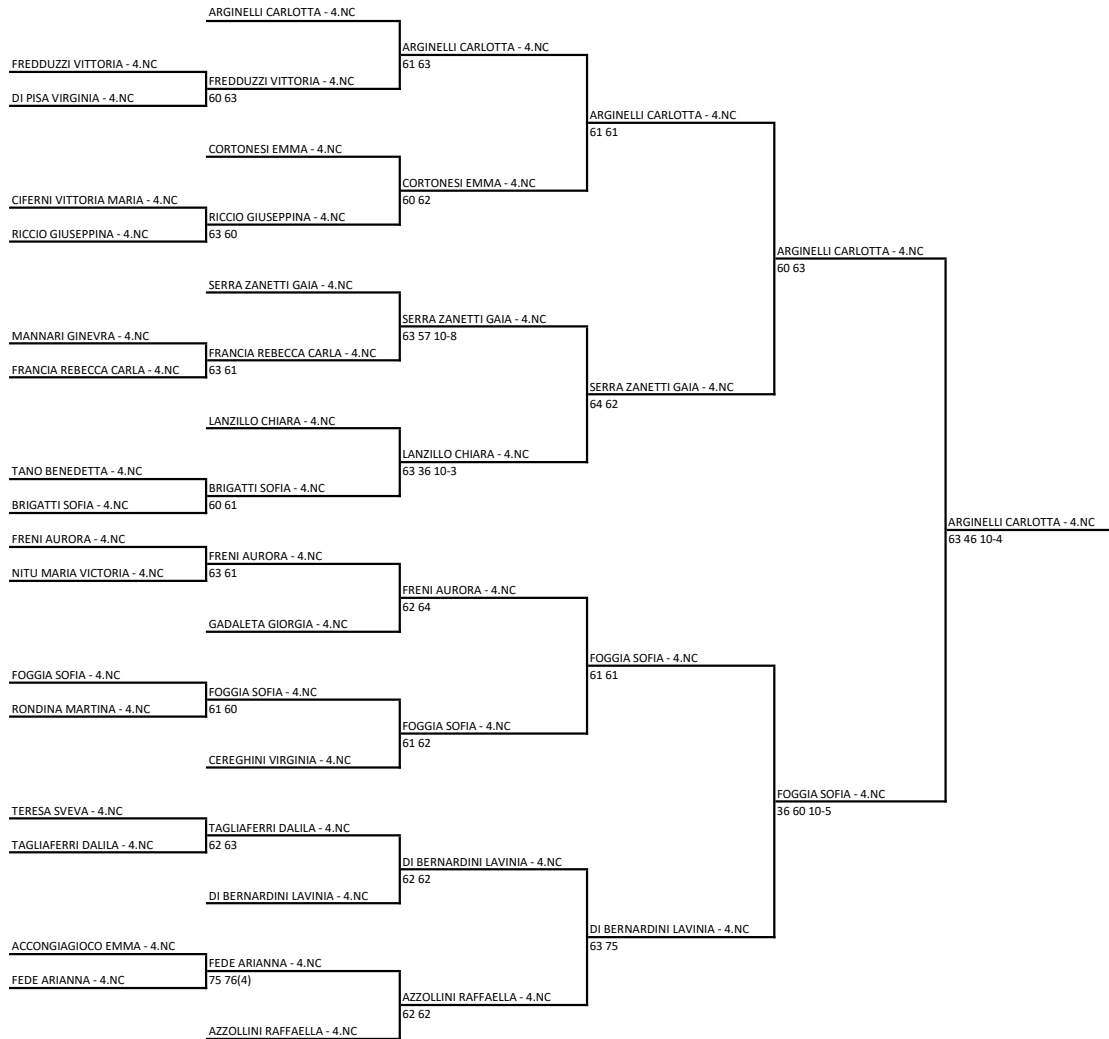 ARGINELLI CARLOTTA - 4.NC
ARGINELLI CARLOTTA - 4.NC
FREDDUZZI VITTORIA - 4.NC
61 63
FREDDUZZI VITTORIA - 4.NC
DI PISA VIRGINIA - 4.NC
60 63
ARGINELLI CARLOTTA - 4.NC
61 61
CORTONESI EMMA - 4.NC
CORTONESI EMMA - 4.NC
60 62
CIFERNI VITTORIA MARIA - 4.NC
RICCIO GIUSEPPINA - 4.NC
RICCIO GIUSEPPINA - 4.NC
63 60
ARGINELLI CARLOTTA - 4.NC
60 63
SERRA ZANETTI GAIA - 4.NC
SERRA ZANETTI GAIA - 4.NC
63 57 10-8
MANNARI GINEVRA - 4.NC
FRANCIA REBECCA CARLA - 4.NC
FRANCIA REBECCA CARLA - 4.NC
63 61
SERRA ZANETTI GAIA - 4.NC
64 62
LANZILLO CHIARA - 4.NC
LANZILLO CHIARA - 4.NC
63 36 10-3
TANO BENEDETTA - 4.NC
BRIGATTI SOFIA - 4.NC
BRIGATTI SOFIA - 4.NC
60 61
ARGINELLI CARLOTTA - 4.NC
63 46 10-4
FRENI AURORA - 4.NC
FRENI AURORA - 4.NC
NITU MARIA VICTORIA - 4.NC
63 61
FRENI AURORA - 4.NC
62 64
GADALETA GIORGIA - 4.NC
FOGGIA SOFIA - 4.NC
61 61
FOGGIA SOFIA - 4.NC
FOGGIA SOFIA - 4.NC
RONDINA MARTINA - 4.NC
61 60
FOGGIA SOFIA - 4.NC
61 62
CEREGHINI VIRGINIA - 4.NC
FOGGIA SOFIA - 4.NC
36 60 10-5
TERESA SVEVA - 4.NC
TAGLIAFERRI DALILA - 4.NC
TAGLIAFERRI DALILA - 4.NC
62 63
DI BERNARDINI LAVINIA - 4.NC
62 62
DI BERNARDINI LAVINIA - 4.NC
DI BERNARDINI LAVINIA - 4.NC
63 75
ACCONGIAGIOCO EMMA - 4.NC
FEDE ARIANNA - 4.NC
FEDE ARIANNA - 4.NC
75 76(4)
AZZOLLINI RAFFAELLA - 4.NC
62 62
AZZOLLINI RAFFAELLA - 4.NC